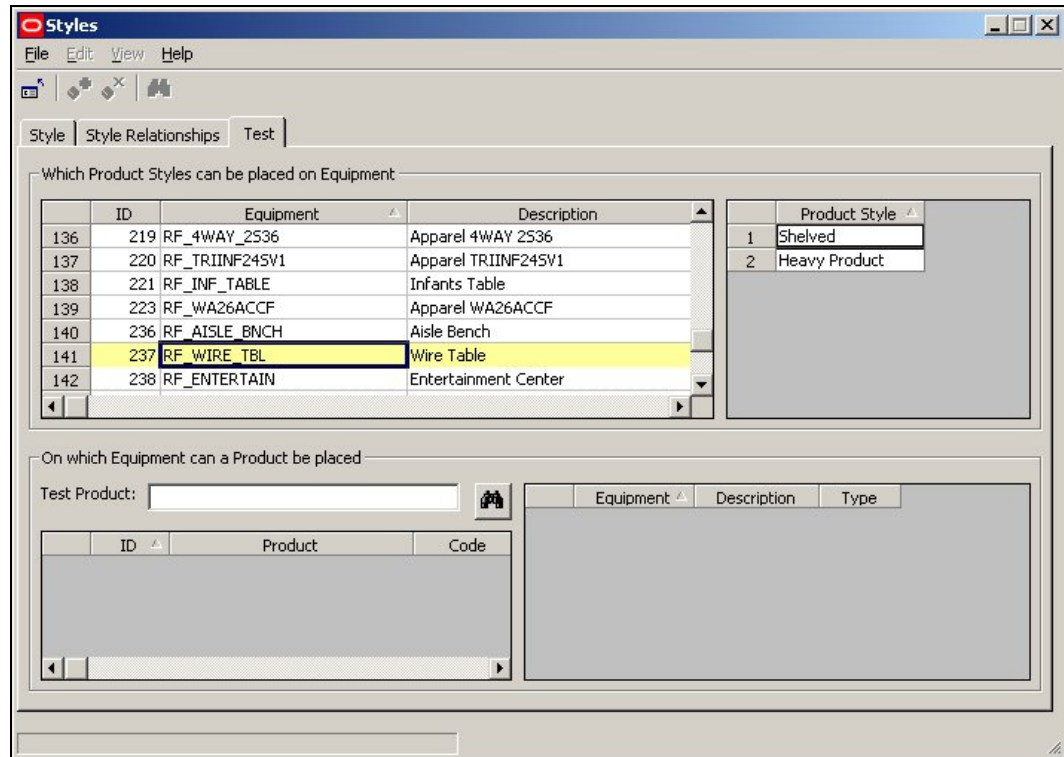 Styles
File Edit View Help
Style Style Relationships Test
Which Product Styles can be placed on Equipment
ID Equipment Description
136 219 RF_4WAY_2S36 Apparel 4WAY 2S36
137 220 RF_TRIINF24SV1 Apparel TRIINF24SV1
138 221 RF_INF_TABLE Infants Table
139 223 RF_WA26ACCF Apparel WA26ACCF
140 236 RF_AISLE_BNCH Aisle Bench
141 237 RF_WIRE_TBL Wire Table
142 238 RF_ENTERTAIN Entertainment Center
Product Style
1 Shelved
2 Heavy Product
On which Equipment can a Product be placed
Test Product:
ID Product Code
Equipment Description Type